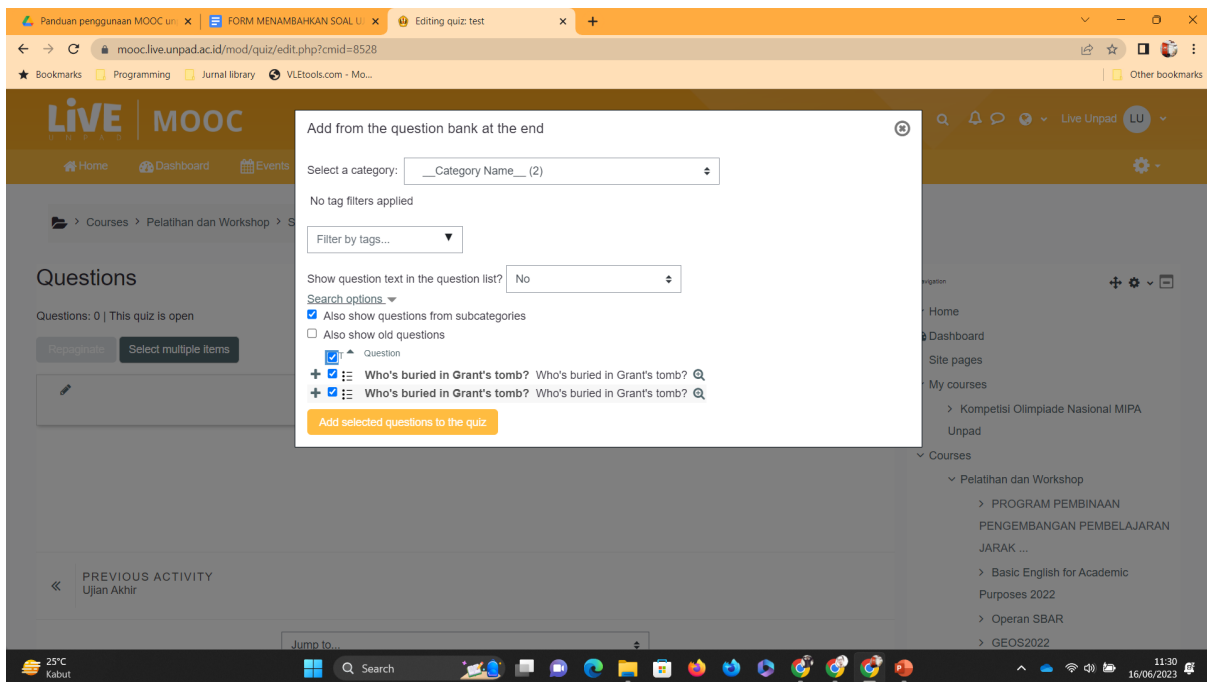 Panduan penggunaan MOOC un
FORM MENAMBAHKAN SOAL U
Editing quiz: test
mooc.live.unpad.ac.id/mod/quiz/edit.php?cmid=8528
Bookmarks Programming Jurnal library VLEtools.com - Mo... Other bookmarks
LiVE MOOC
UNPAD
Live Unpad LU
Home Dashboard Events
Add from the question bank at the end
Select a category: __Category Name__ (2)
No tag filters applied
Filter by tags...
Show question text in the question list? No
Search options
Also show questions from subcategories
Also show old questions
T Question
Who's buried in Grant's tomb? Who's buried in Grant's tomb?
Who's buried in Grant's tomb? Who's buried in Grant's tomb?
Add selected questions to the quiz
Courses > Pelatihan dan Workshop > S
Questions
Questions: 0 | This quiz is open
Repaginate Select multiple items
PREVIOUS ACTIVITY
Ujian Akhir
Jump to...
Home
Dashboard
Site pages
My courses
Kompetisi Olimpiade Nasional MIPA
Unpad
Courses
Pelatihan dan Workshop
PROGRAM PEMBINAAN
PENGEMBANGAN PEMBELAJARAN
JARAK ...
Basic English for Academic
Purposes 2022
Operan SBAR
GEOS2022
25°C
Kabut
Search
11:30
16/06/2023